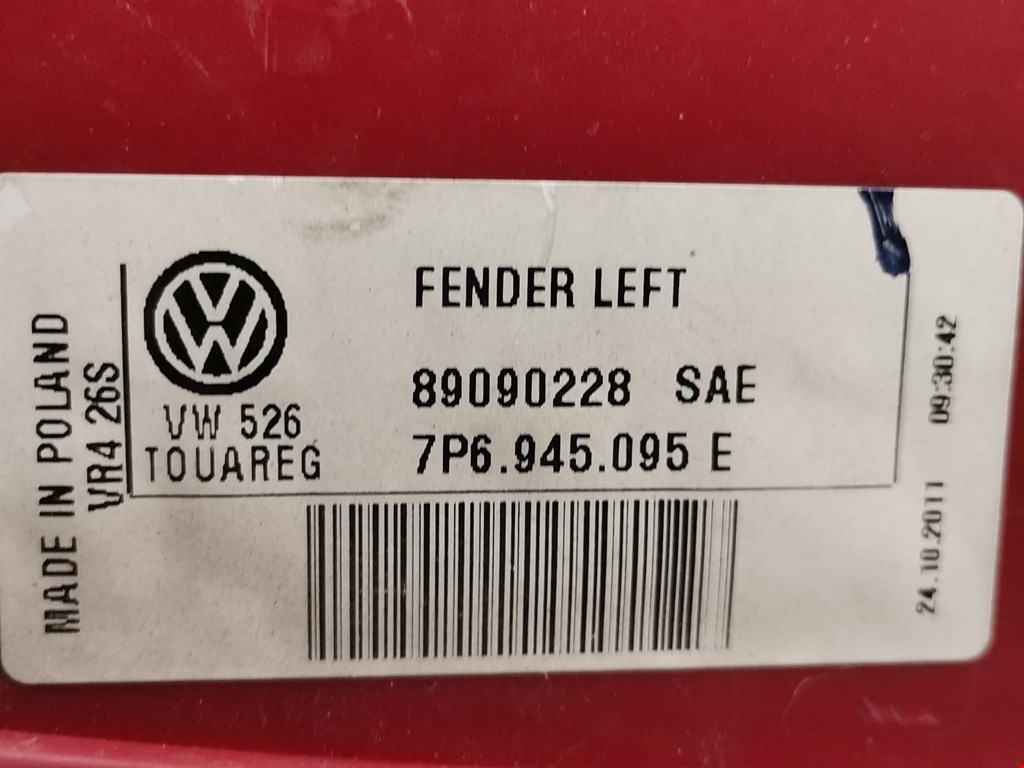 MADE IN POLAND
VR4 26S
VW 526
TOUAREG
FENDER LEFT
89090228 SAE
7P6.945.095 E
24.10.2011 09:30:42